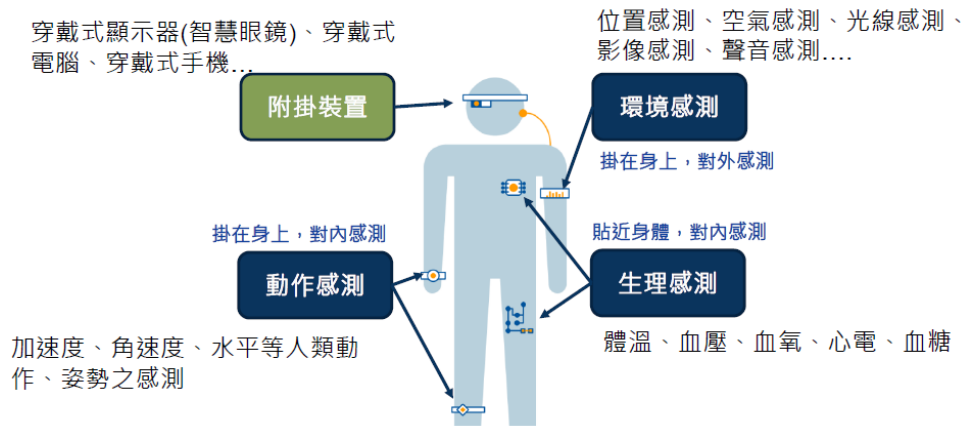 穿戴式顯示器(智慧眼鏡)、穿戴式
電腦、穿戴式手機...
附掛裝置
位置感測、空氣感測、光線感測、
影像感測、聲音感測....
環境感測
掛在身上，對外感測
掛在身上，對內感測
動作感測
加速度、角速度、水平等人類動
作、姿勢之感測
貼近身體，對內感測
生理感測
體溫、血壓、血氧、心電、血糖